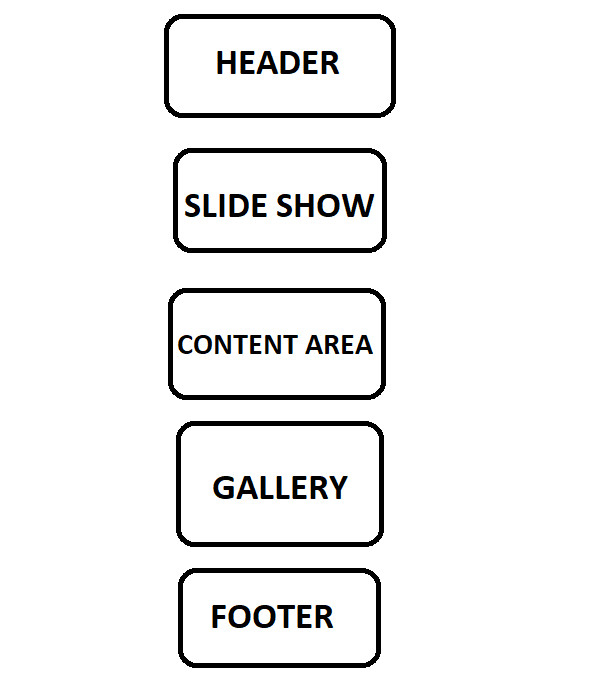 HEADER
SLIDE SHOW
CONTENT AREA
GALLERY
FOOTER